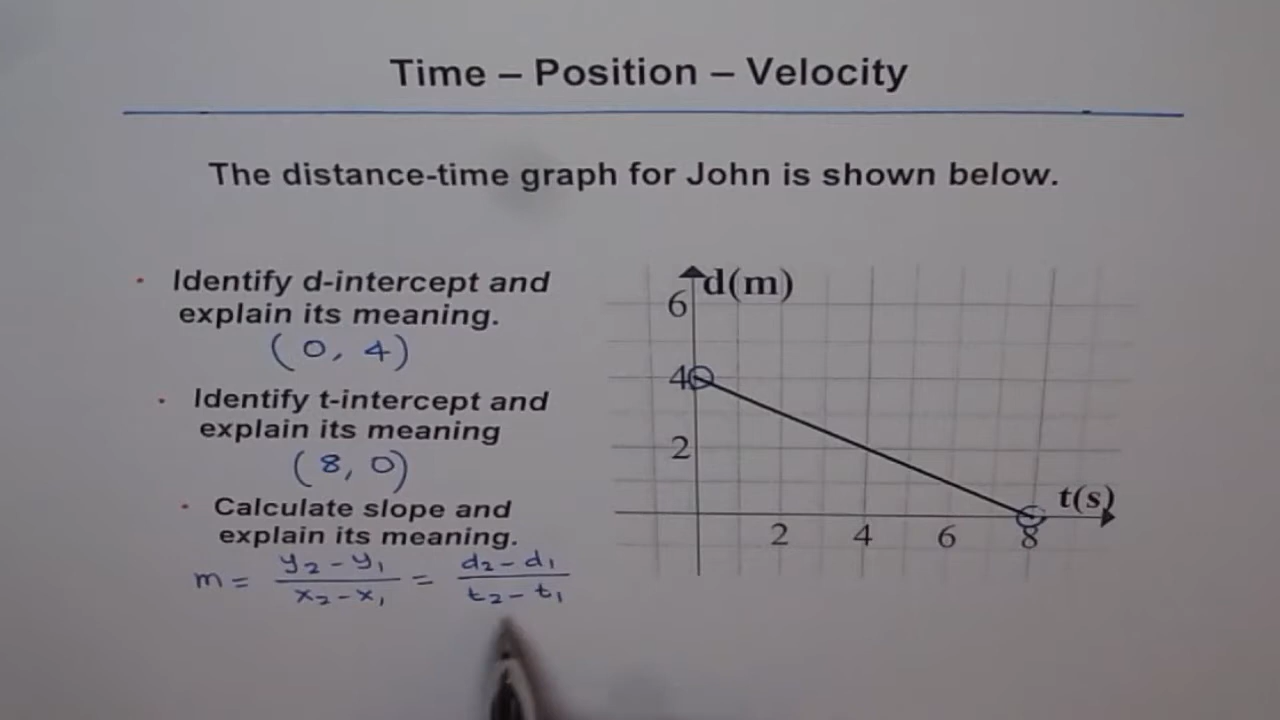 Time – Position – Velocity
The distance-time graph for John is shown below.
· Identify d-intercept and
explain its meaning.
(0, 4)
· Identify t-intercept and
explain its meaning
(8, 0)
· Calculate slope and
explain its meaning.
m = y₂-y₁ / x₂-x₁ = d₂-d₁ / t₂-t₁
d(m)
6
4
2
t(s)
2 4 6 8